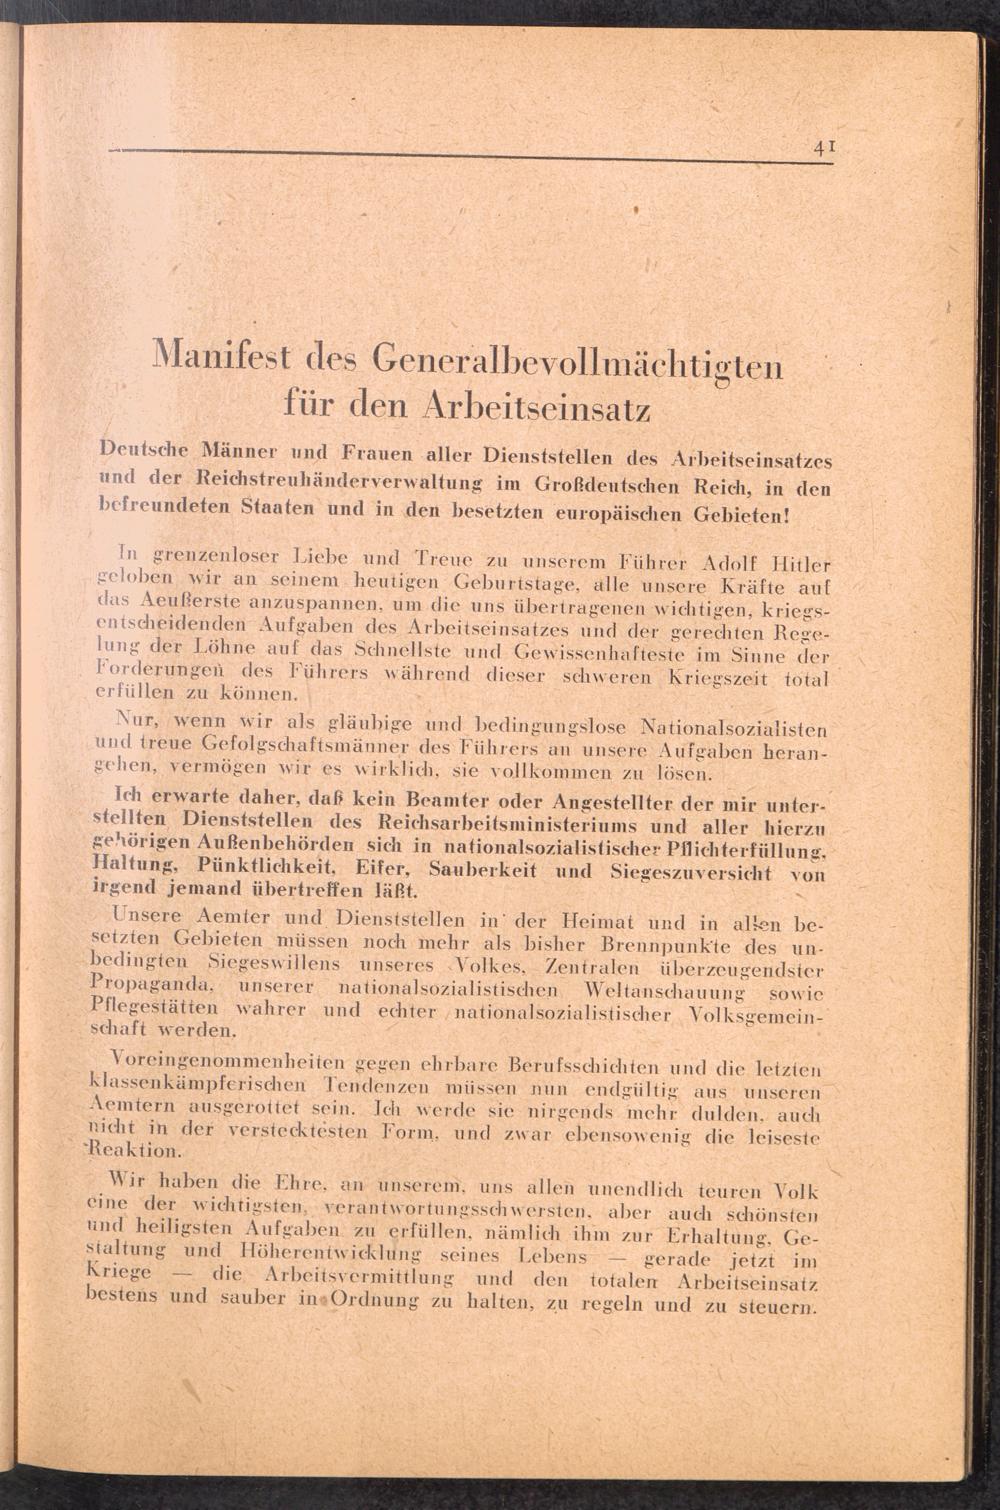 41
Manifest des Generalbevollmächtigten
für den Arbeitseinsatz
Deutsche Männer und Frauen aller Dienststellen des Arbeitseinsatzes
und der Reichstreuhänderverwaltung im Großdeutschen Reich, in den
befreundeten Staaten und in den besetzten europäischen Gebieten!
In grenzenloser Liebe und Treue zu unserem Führer Adolf Hitler
geloben wir an seinem heutigen Geburtstage, alle unsere Kräfte auf
das Aeußerste anzuspannen, um die uns übertragenen wichtigen, kriegs-
entscheidenden Aufgaben des Arbeitseinsatzes und der gerechten Rege-
lung der Löhne auf das Schnellste und Gewissenhafteste im Sinne der
Forderungen des Führers während dieser schweren Kriegszeit total
erfüllen zu können.
Nur, wenn wir als gläubige und bedingungslose Nationalsozialisten
und treue Gefolgschaftsmänner des Führers an unsere Aufgaben heran-
gehen, vermögen wir es wirklich, sie vollkommen zu lösen.
Ich erwarte daher, daß kein Beamter oder Angestellter der mir unter-
stellten Dienststellen des Reichsarbeitsministeriums und aller hierzu
gehörigen Außenbehörden sich in nationalsozialistischer Pflichterfüllung,
Haltung, Pünktlichkeit, Eifer, Sauberkeit und Siegeszuversicht von
irgend jemand übertreffen läßt.
Unsere Aemter und Dienststellen in der Heimat und in allen be-
setzten Gebieten müssen noch mehr als bisher Brennpunkte des un-
bedingten Siegeswillens unseres Volkes, Zentralen überzeugendster
Propaganda, unserer nationalsozialistischen Weltanschauung sowie
Pflegestätten wahrer und echter nationalsozialistischer Volksgemein-
schaft werden.
Voreingenommenheiten gegen ehrbare Berufsschichten und die letzten
klassenkämpferischen Tendenzen müssen nun endgültig aus unseren
Aemtern ausgerottet sein. Ich werde sie nirgends mehr dulden, auch
nicht in der verstecktesten Form, und zwar ebensowenig die leiseste
Reaktion.
Wir haben die Ehre, an unserem, uns allen unendlich teuren Volk
eine der wichtigsten, verantwortungsschwersten, aber auch schönsten
und heiligsten Aufgaben zu erfüllen, nämlich ihm zur Erhaltung, Ge-
staltung und Höherentwicklung seines Lebens — gerade jetzt im
Kriege — die Arbeitsvermittlung und den totalen Arbeitseinsatz
bestens und sauber in Ordnung zu halten, zu regeln und zu steuern.